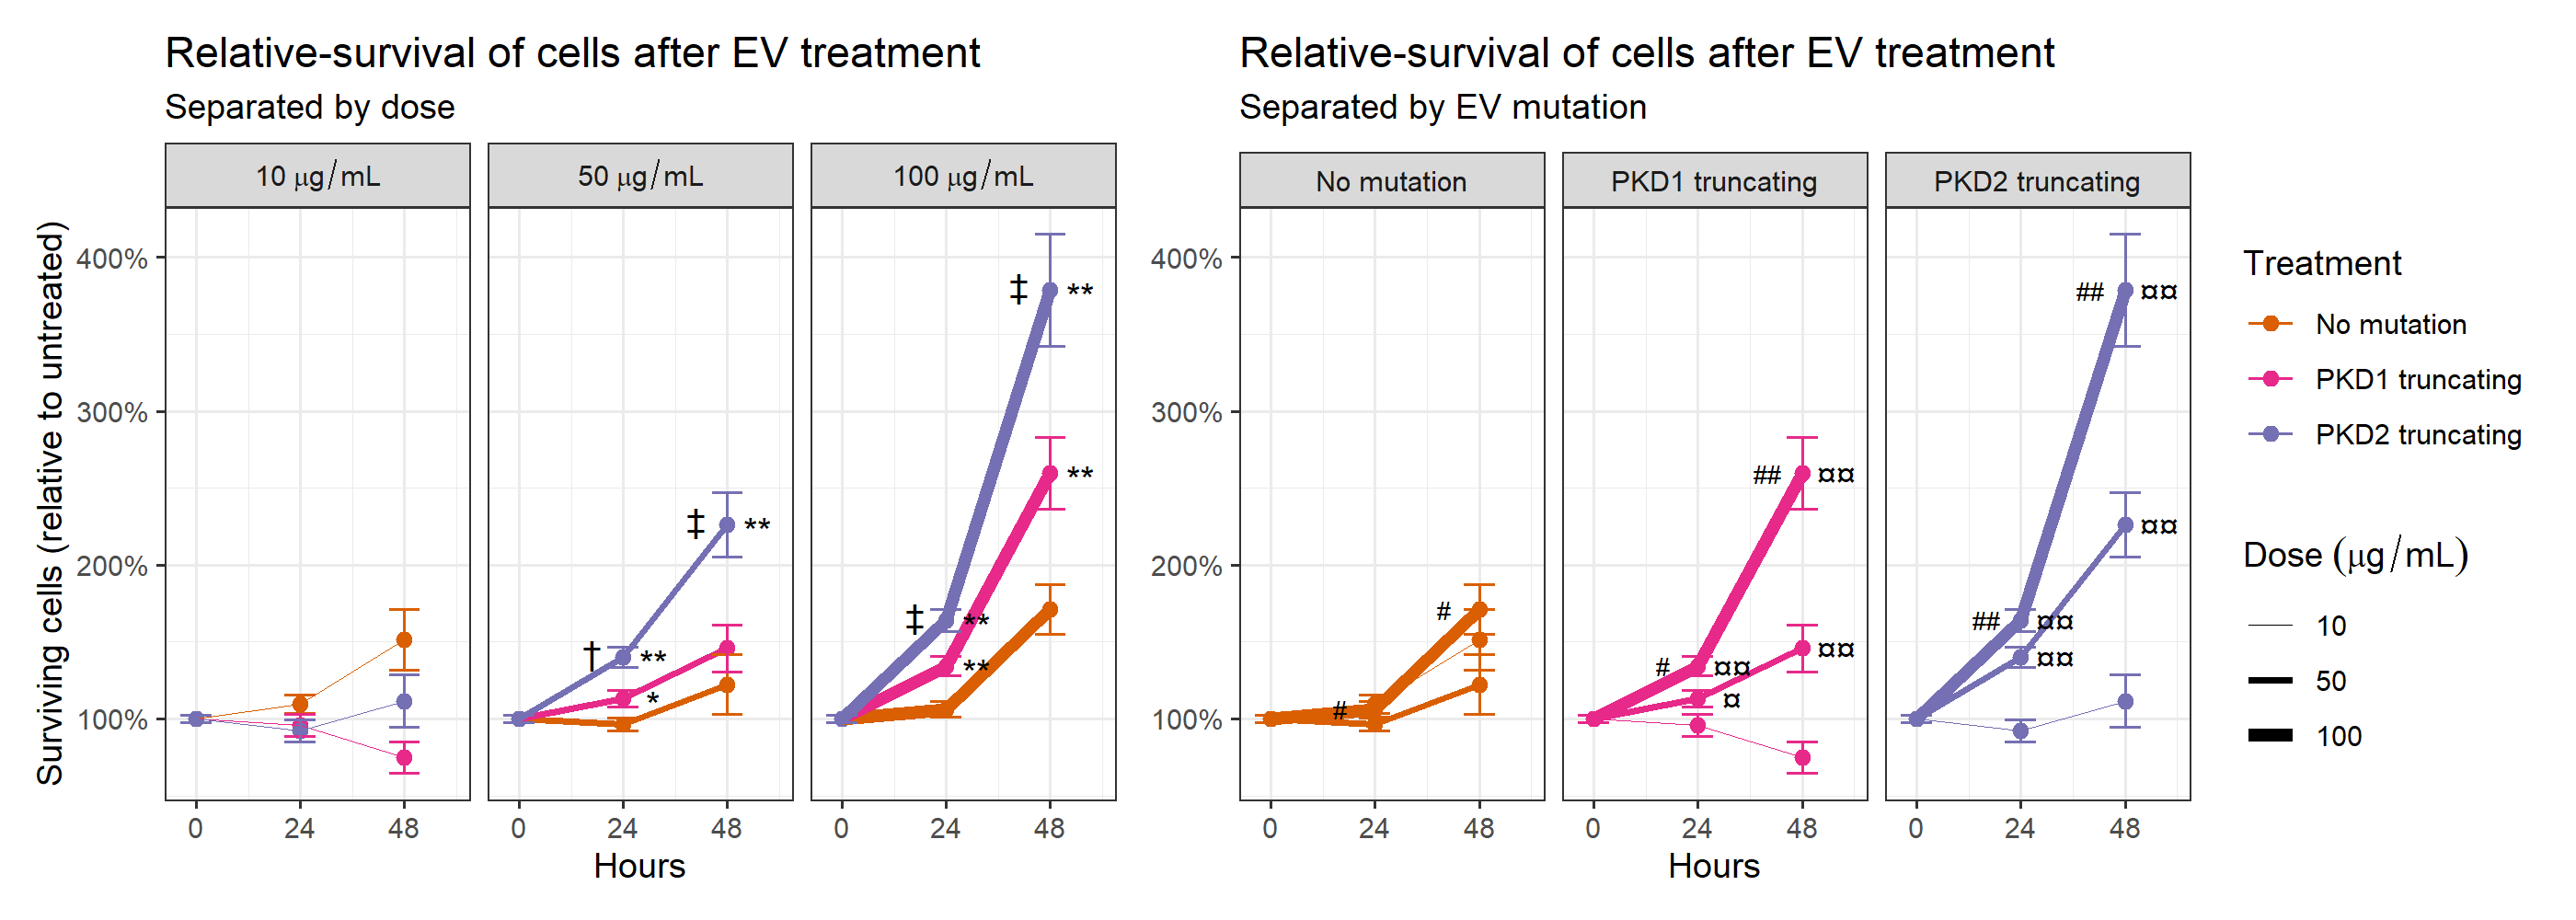 Relative-survival of cells after EV treatment
Separated by dose
10 μg/mL
50 μg/mL
100 μg/mL
Surviving cells (relative to untreated)
400%
300%
200%
100%
‡ **
† **
*
‡ **
‡ **
**
**
0 24 48
0 24 48
0 24 48
Hours
Relative-survival of cells after EV treatment
Separated by EV mutation
No mutation
PKD1 truncating
PKD2 truncating
400%
300%
200%
100%
#
#
## ¤¤
¤¤
# ¤¤
¤
## ¤¤
¤¤
## ¤¤
¤¤
0 24 48
0 24 48
0 24 48
Hours
Treatment
No mutation
PKD1 truncating
PKD2 truncating
Dose (μg/mL)
10
50
100